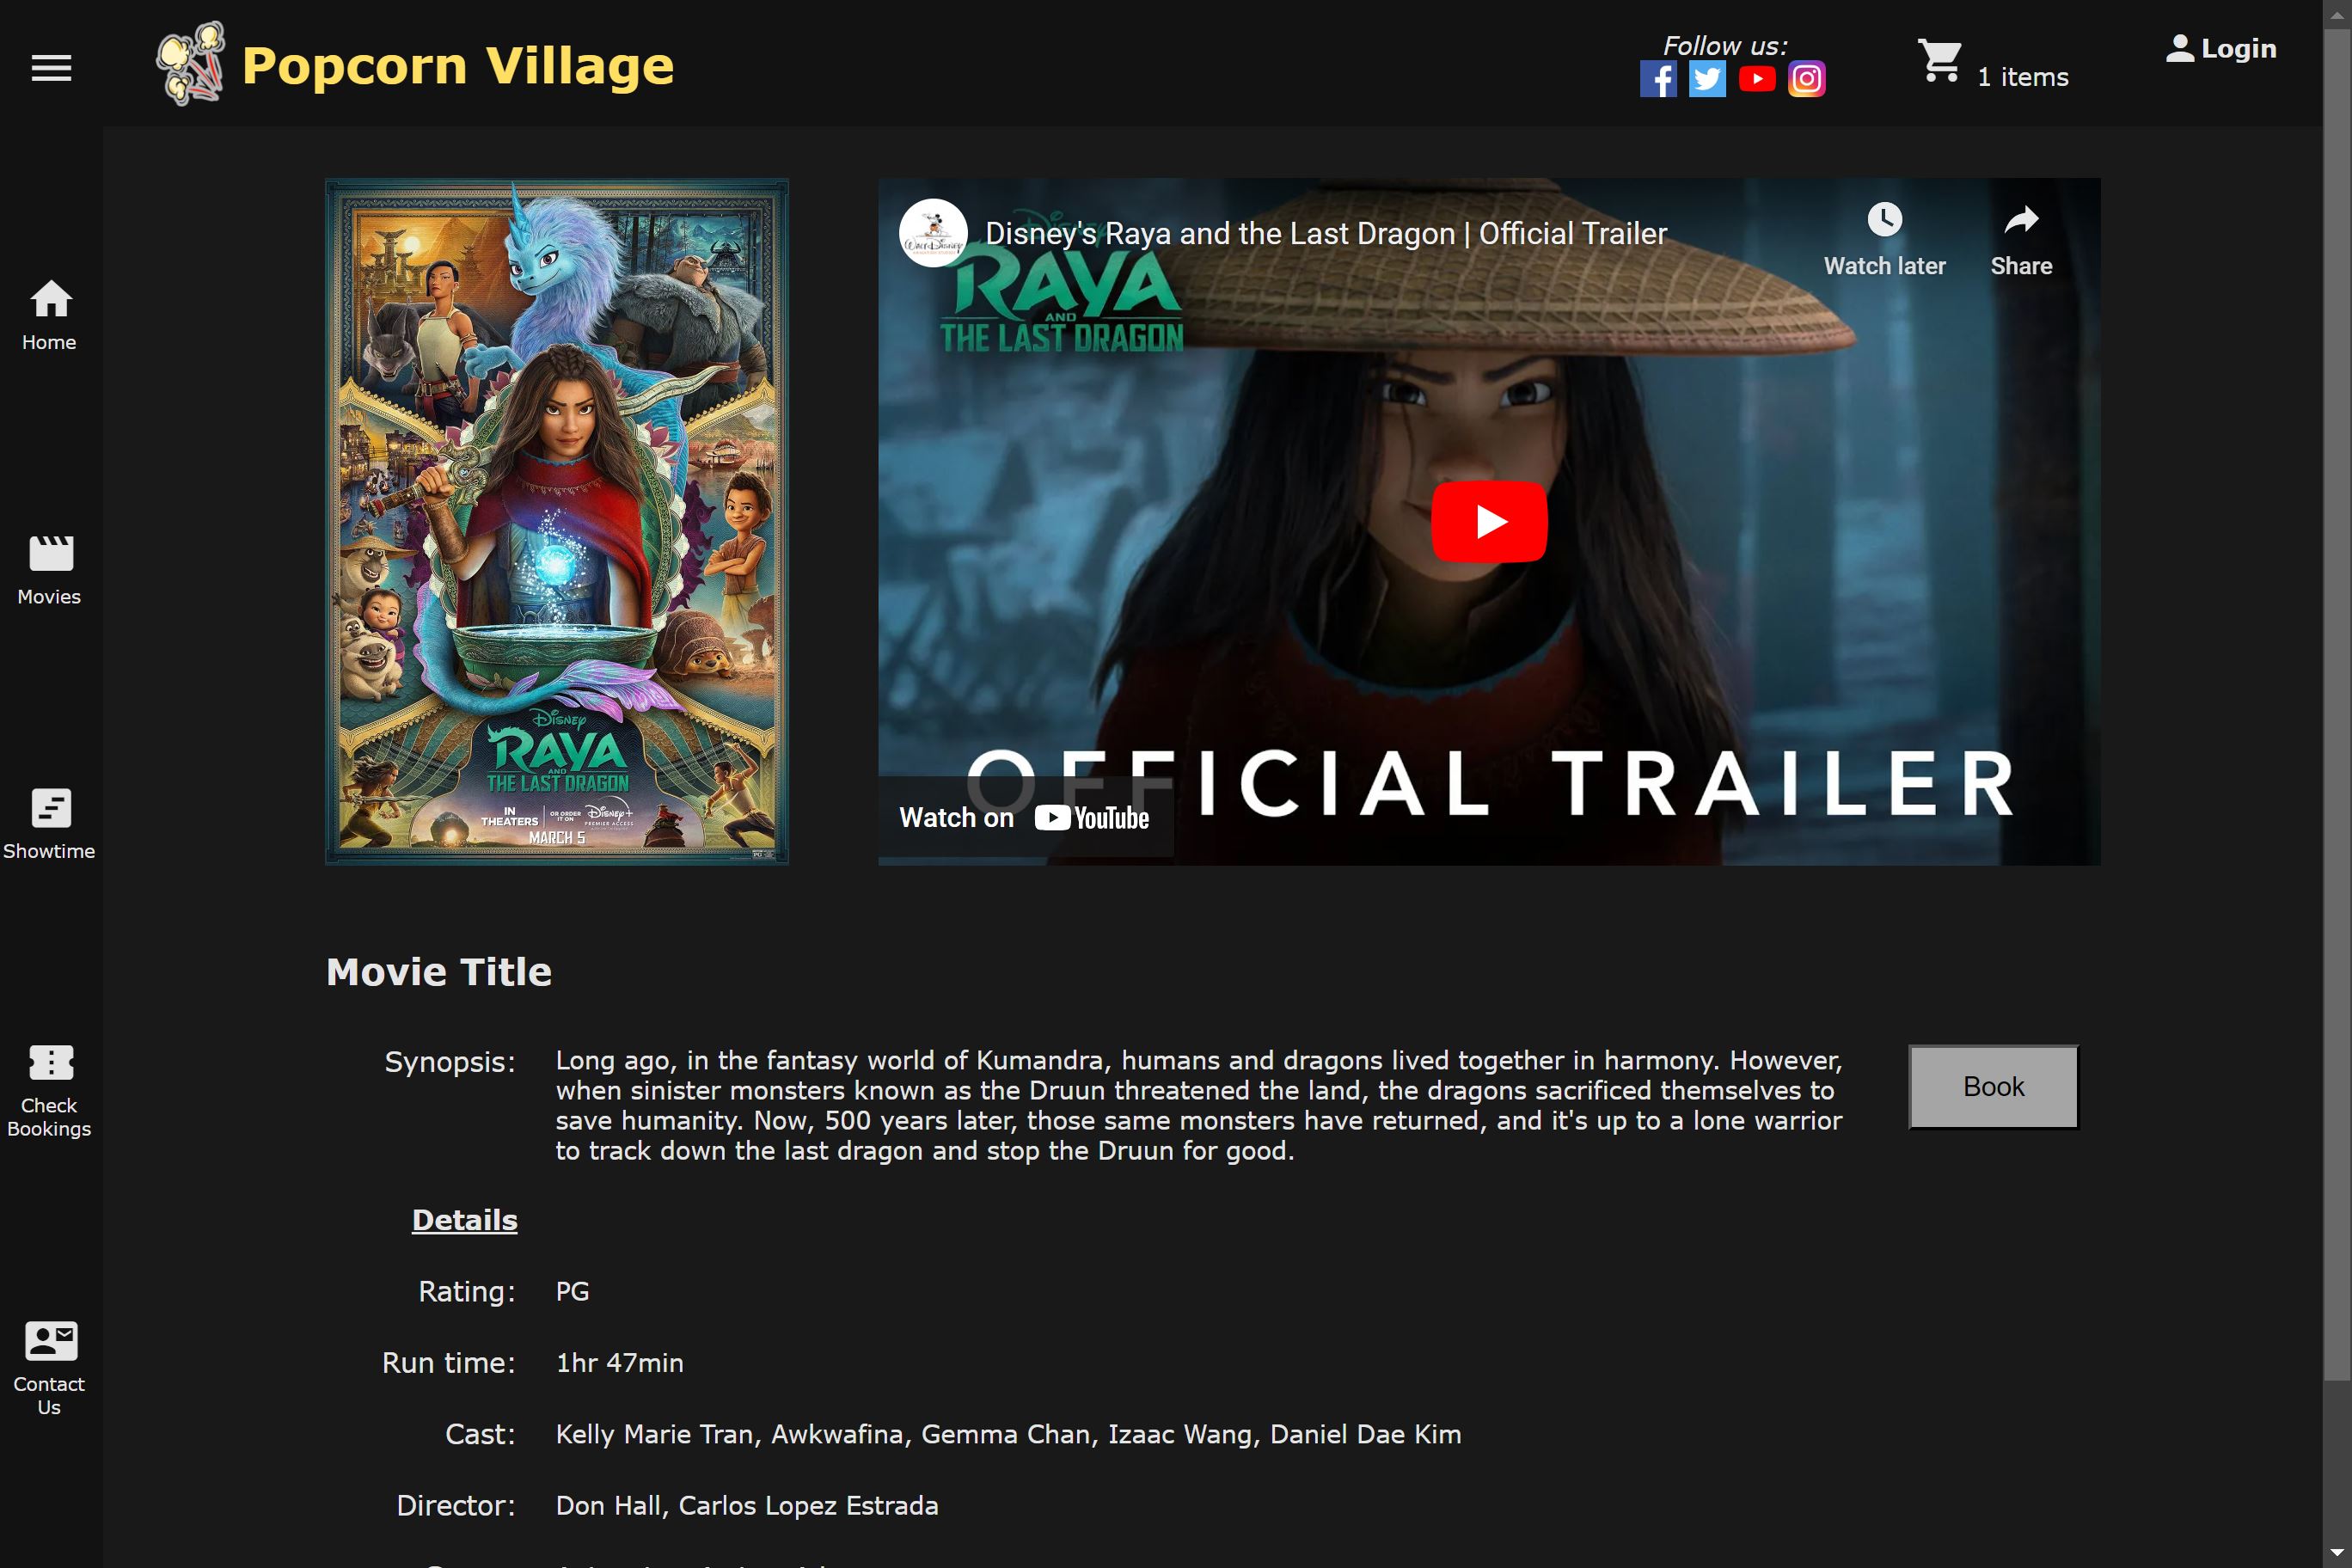 Popcorn Village
Follow us:
1 items
Login
Home
Movies
Showtime
Check
Bookings
Contact
Us
DISNEY
RAYA
AND
THE LAST DRAGON
IN THEATERS
OR ORDER IT ON
Disney+
PREMIER ACCESS
MARCH 5
PG
Walt Disney
Disney's Raya and the Last Dragon | Official Trailer
Watch later
Share
Disney
RAYA
AND
THE LAST DRAGON
OFFICIAL TRAILER
Watch on YouTube
Movie Title
Synopsis:
Long ago, in the fantasy world of Kumandra, humans and dragons lived together in harmony. However,
when sinister monsters known as the Druun threatened the land, the dragons sacrificed themselves to
save humanity. Now, 500 years later, those same monsters have returned, and it's up to a lone warrior
to track down the last dragon and stop the Druun for good.
Book
Details
Rating: PG
Run time: 1hr 47min
Cast: Kelly Marie Tran, Awkwafina, Gemma Chan, Izaac Wang, Daniel Dae Kim
Director: Don Hall, Carlos Lopez Estrada